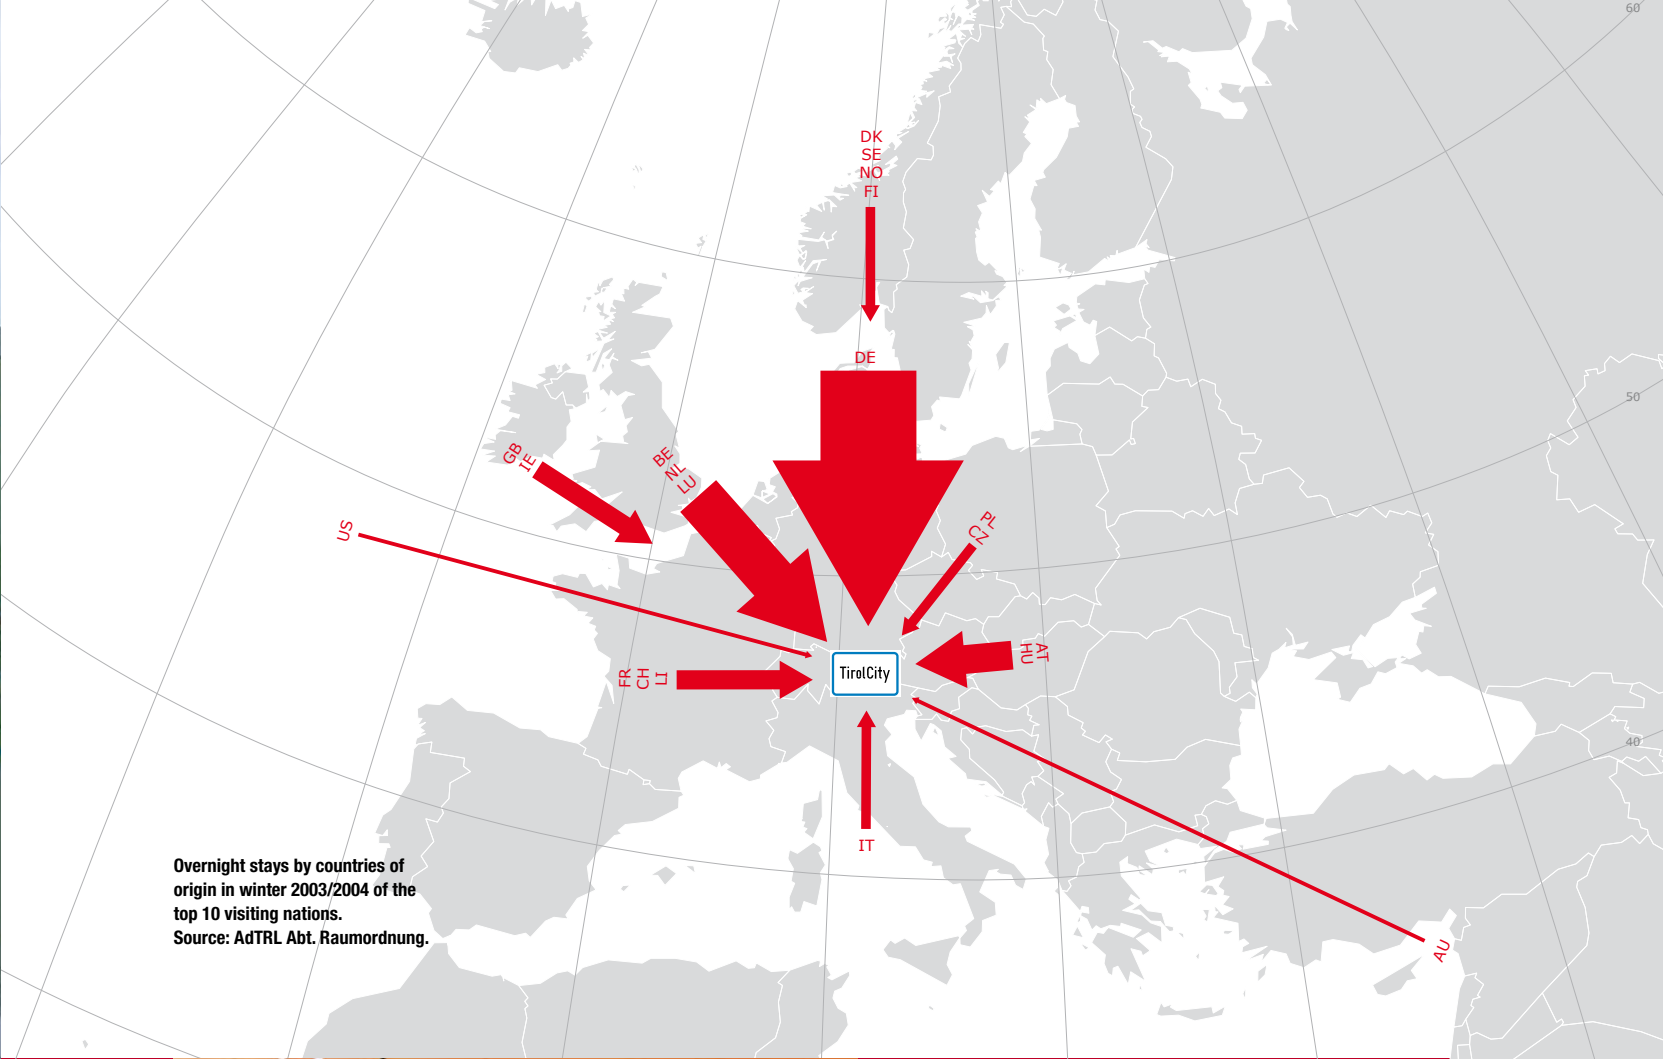 60
DK
SE
NO
FI
DE
50
GB
IE
BE
NL
LU
US
PL
CZ
AT
HU
FR
CH
LI
TirolCity
40
IT
AU
Overnight stays by countries of
origin in winter 2003/2004 of the
top 10 visiting nations.
Source: AdTRL Abt. Raumordnung.